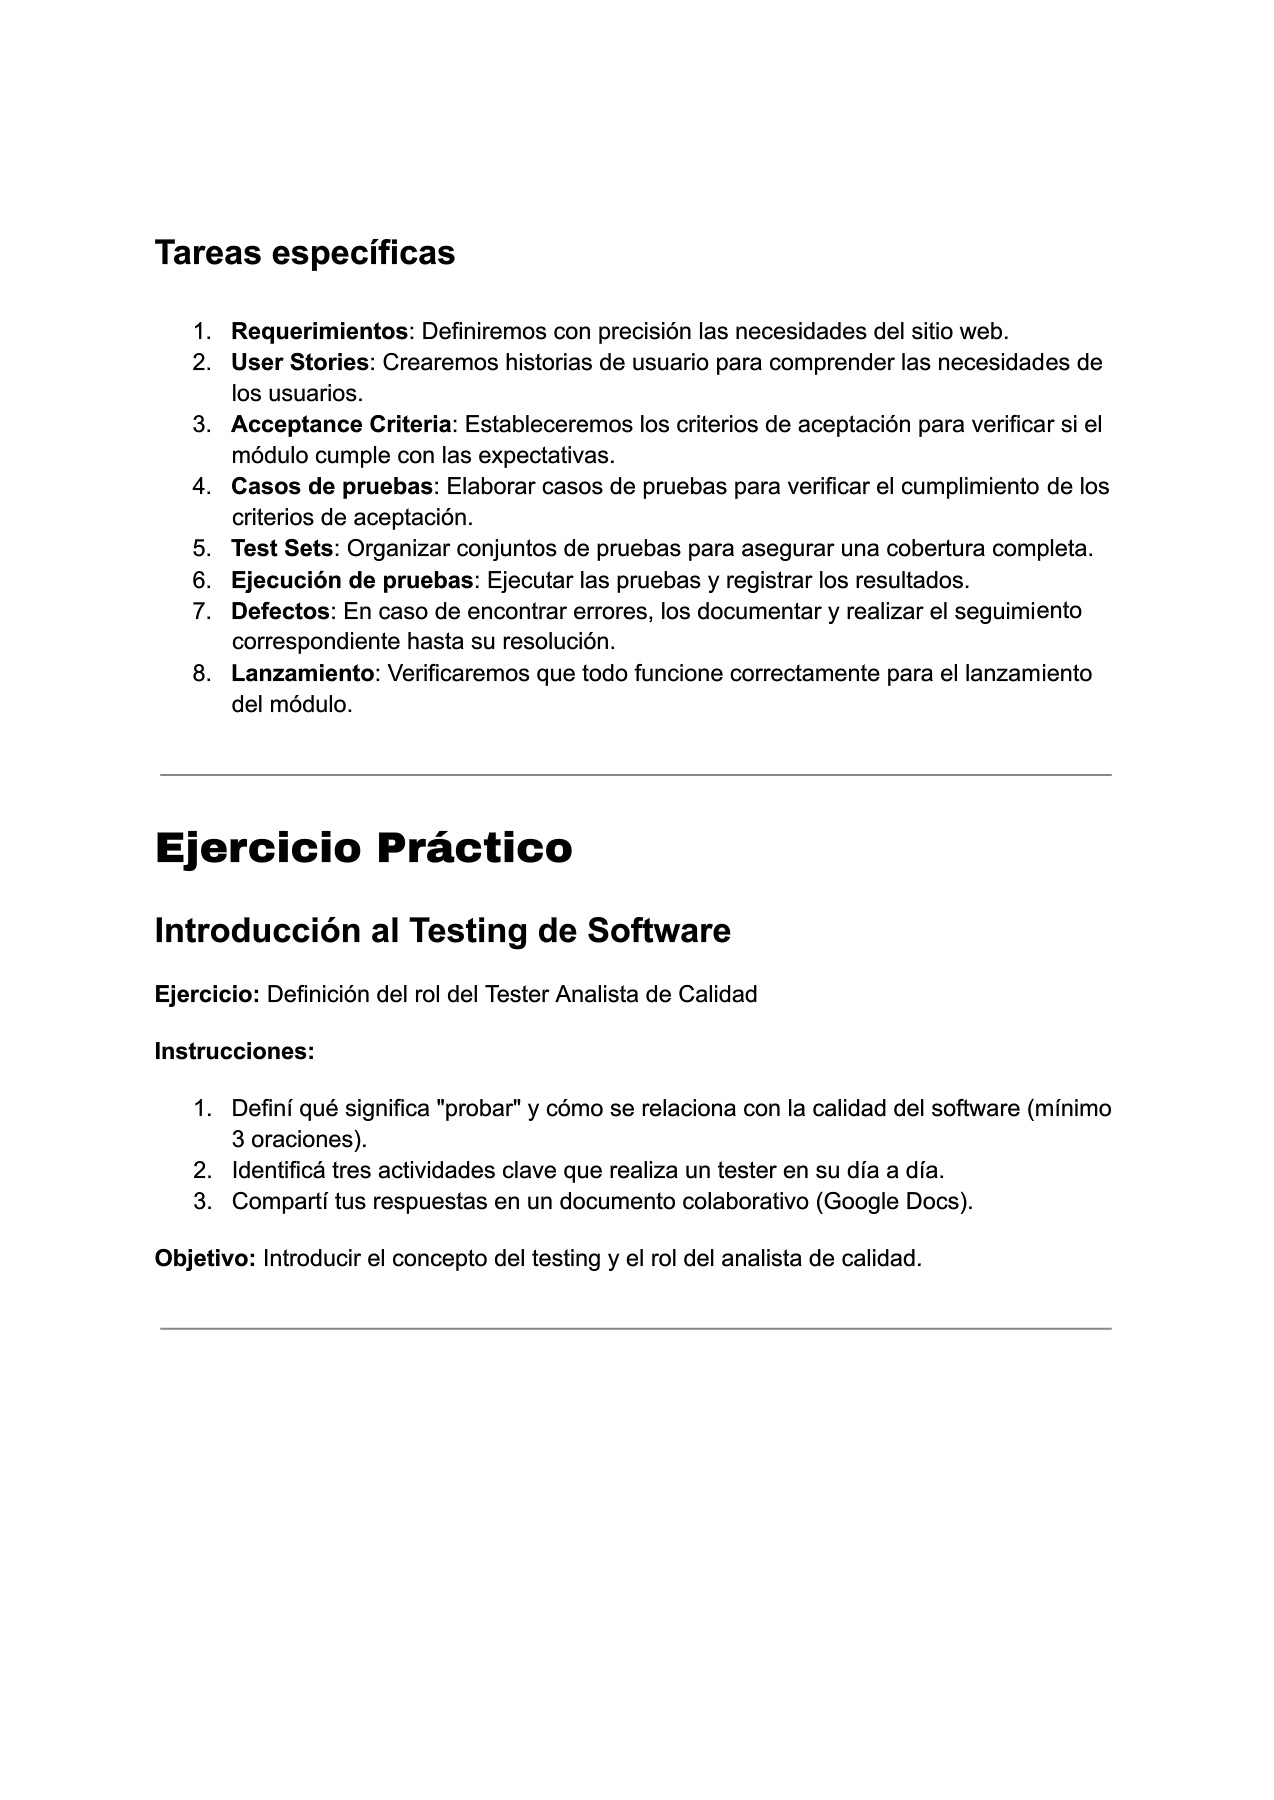 Tareas específicas
1. Requerimientos: Definiremos con precisión las necesidades del sitio web.
2. User Stories: Crearemos historias de usuario para comprender las necesidades de
los usuarios.
3. Acceptance Criteria: Estableceremos los criterios de aceptación para verificar si el
módulo cumple con las expectativas.
4. Casos de pruebas: Elaborar casos de pruebas para verificar el cumplimiento de los
criterios de aceptación.
5. Test Sets: Organizar conjuntos de pruebas para asegurar una cobertura completa.
6. Ejecución de pruebas: Ejecutar las pruebas y registrar los resultados.
7. Defectos: En caso de encontrar errores, los documentar y realizar el seguimiento
correspondiente hasta su resolución.
8. Lanzamiento: Verificaremos que todo funcione correctamente para el lanzamiento
del módulo.
Ejercicio Práctico
Introducción al Testing de Software
Ejercicio: Definición del rol del Tester Analista de Calidad
Instrucciones:
1. Definí qué significa "probar" y cómo se relaciona con la calidad del software (mínimo
3 oraciones).
2. Identificá tres actividades clave que realiza un tester en su día a día.
3. Compartí tus respuestas en un documento colaborativo (Google Docs).
Objetivo: Introducir el concepto del testing y el rol del analista de calidad.